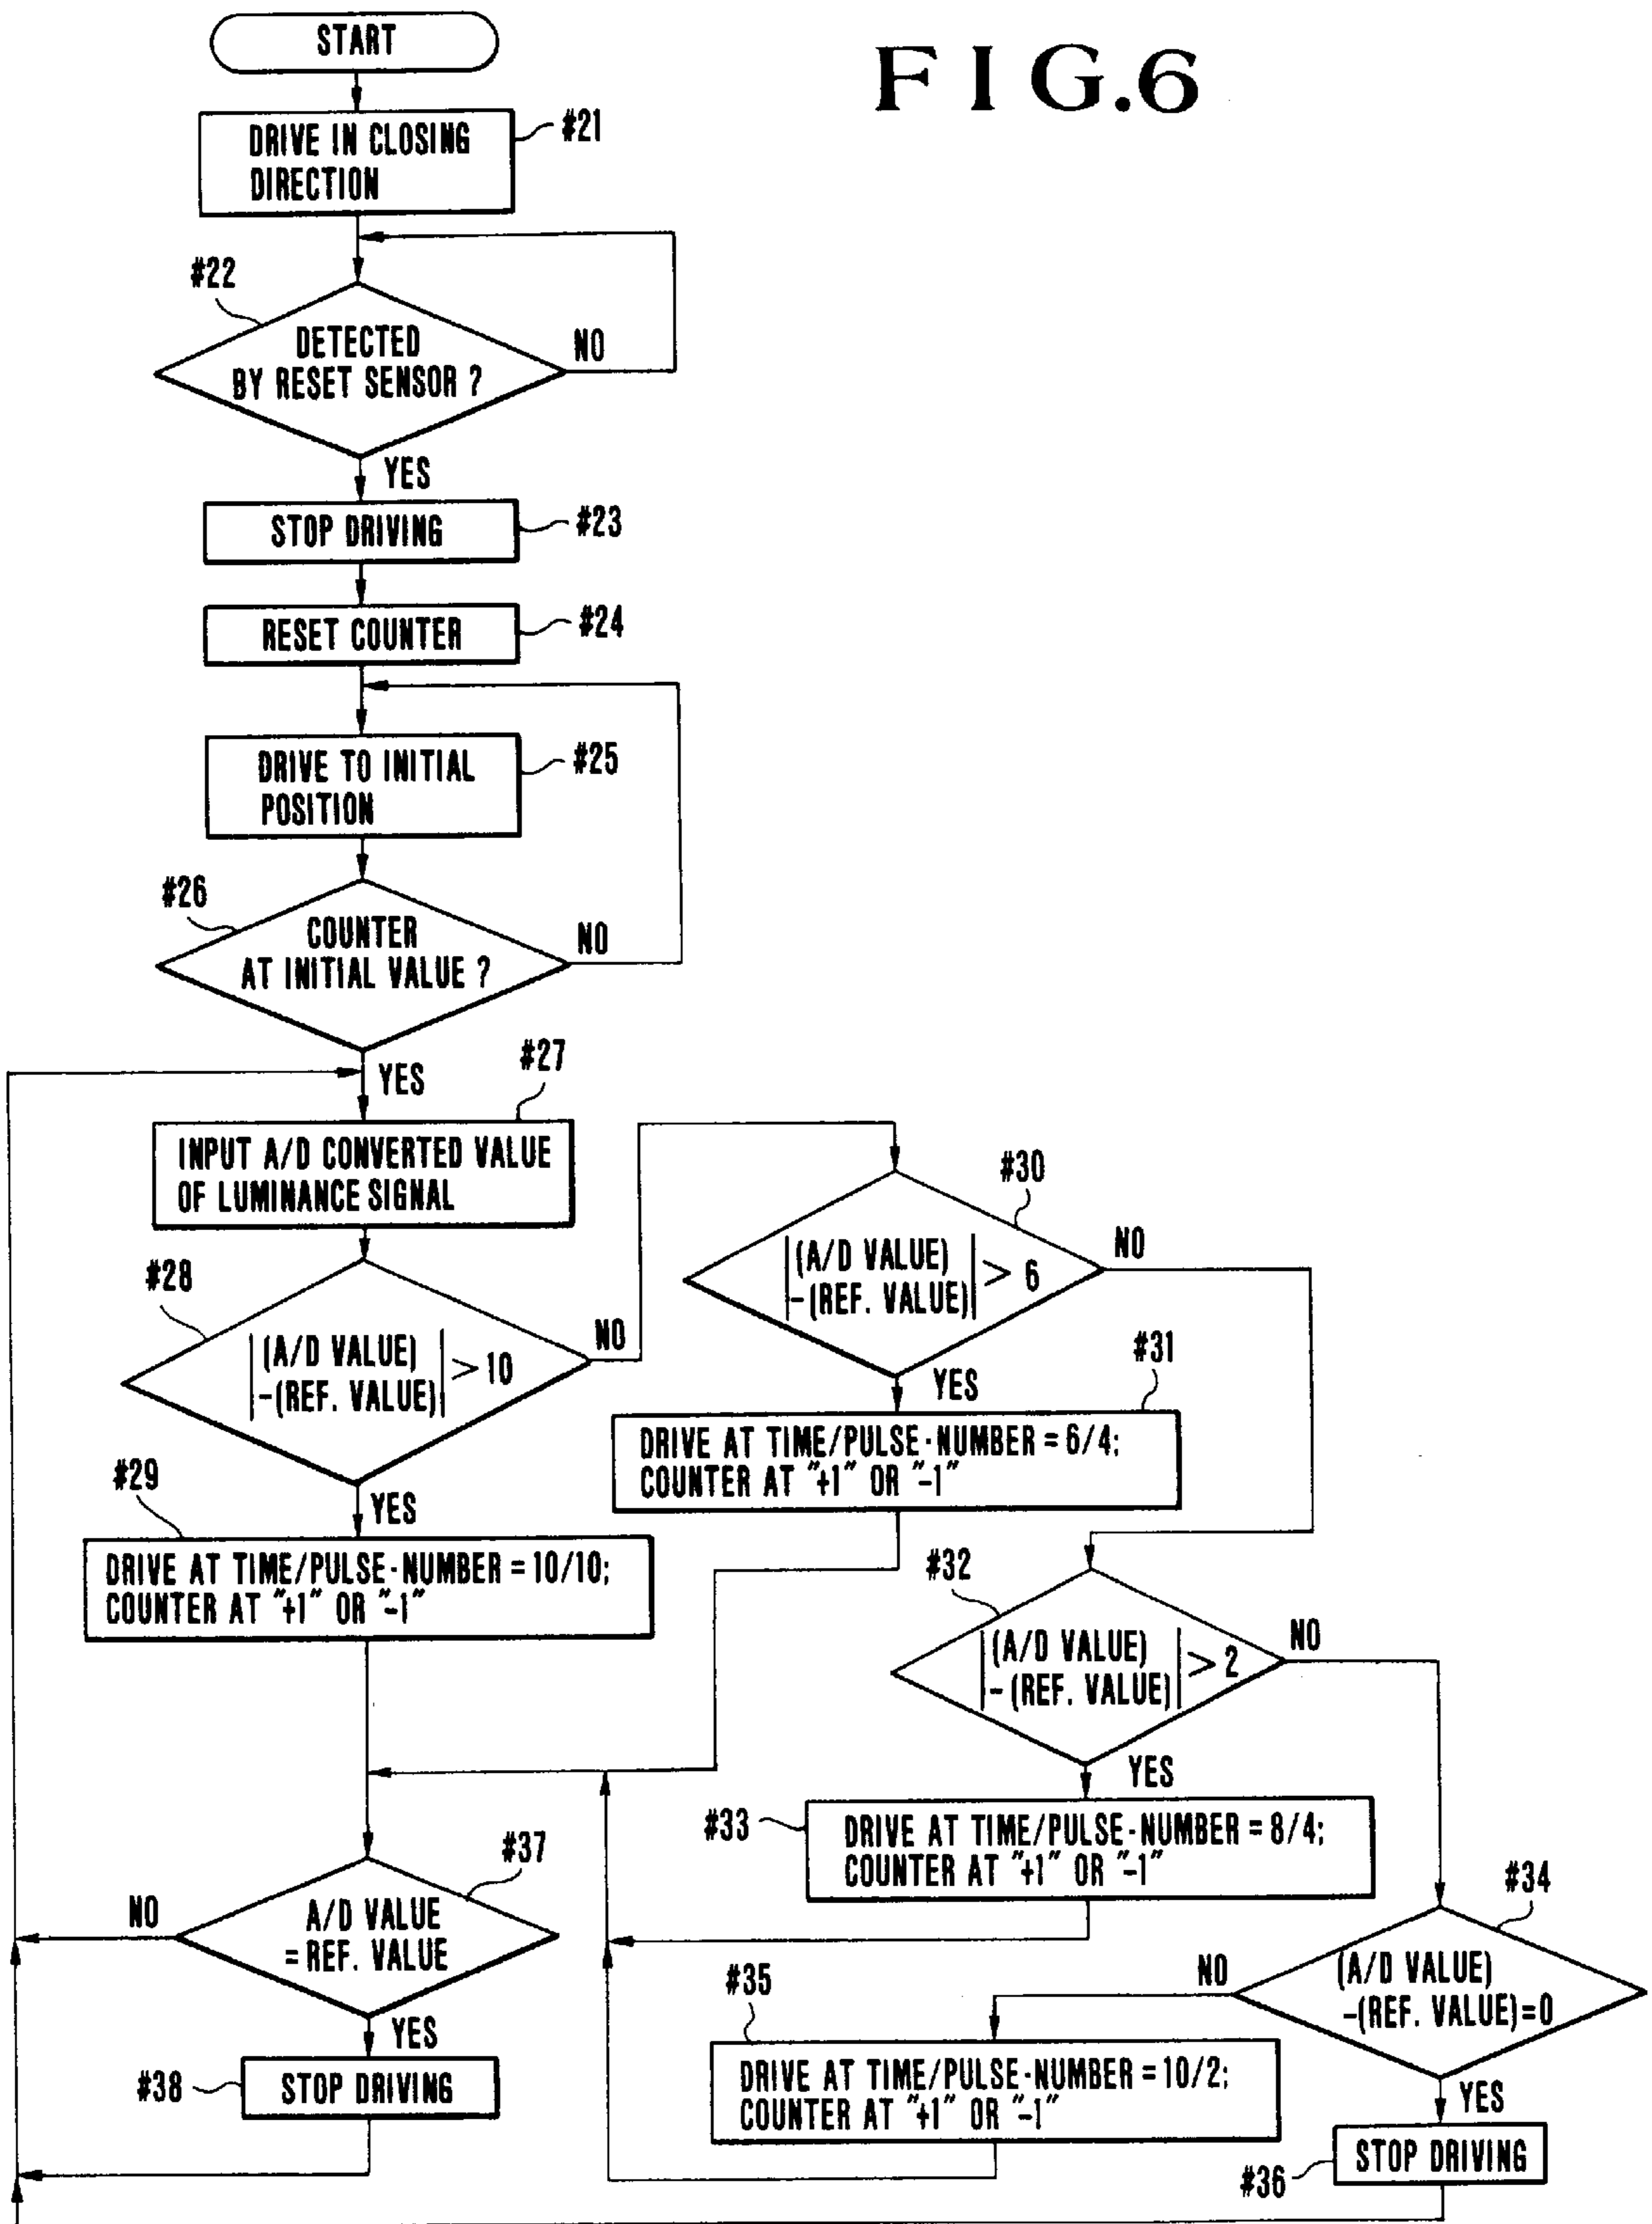 FIG.6
START
DRIVE IN CLOSING
DIRECTION
#21
#22
DETECTED
BY RESET SENSOR ?
NO
YES
STOP DRIVING
#23
RESET COUNTER
#24
DRIVE TO INITIAL
POSITION
#25
#26
COUNTER
AT INITIAL VALUE ?
NO
YES
#27
INPUT A/D CONVERTED VALUE
OF LUMINANCE SIGNAL
#28
|(A/D VALUE)
-(REF. VALUE)| > 10
NO
YES
#29
DRIVE AT TIME/PULSE-NUMBER = 10/10;
COUNTER AT "+1" OR "-1"
#30
|(A/D VALUE)
-(REF. VALUE)| > 6
NO
YES
#31
DRIVE AT TIME/PULSE-NUMBER = 6/4;
COUNTER AT "+1" OR "-1"
#32
|(A/D VALUE)
-(REF. VALUE)| > 2
NO
YES
#33
DRIVE AT TIME/PULSE-NUMBER = 8/4;
COUNTER AT "+1" OR "-1"
#34
(A/D VALUE)
-(REF. VALUE)=0
NO
YES
#35
DRIVE AT TIME/PULSE-NUMBER = 10/2;
COUNTER AT "+1" OR "-1"
STOP DRIVING
#36
#37
A/D VALUE
= REF. VALUE
NO
YES
#38
STOP DRIVING